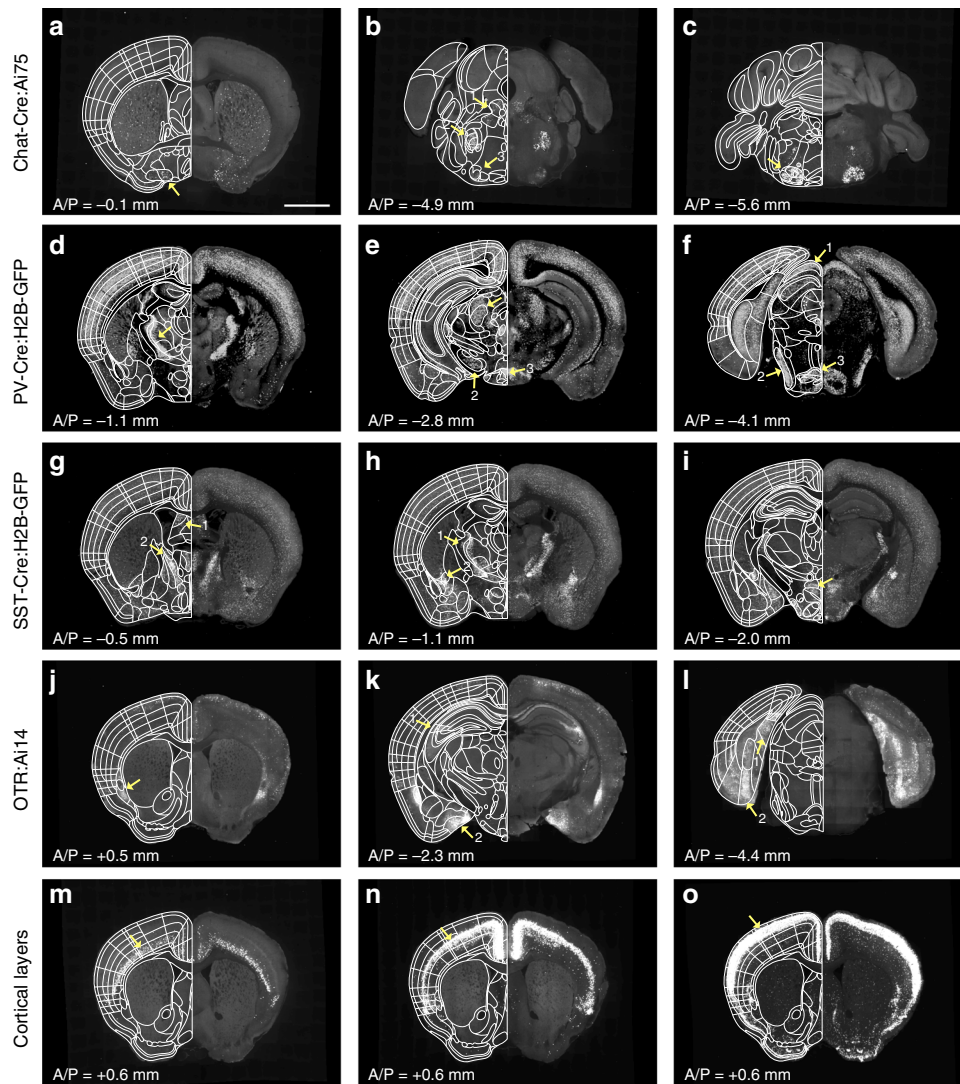 Chat-Cre:Ai75
a
A/P = –0.1 mm
b
3
A/P = –4.9 mm
c
A/P = –5.6 mm
PV-Cre:H2B-GFP
d
A/P = –1.1 mm
e
2
3
A/P = –2.8 mm
f
1
2
3
A/P = –4.1 mm
SST-Cre:H2B-GFP
g
1
2
A/P = –0.5 mm
h
1
A/P = –1.1 mm
i
A/P = –2.0 mm
OTR:Ai14
j
A/P = +0.5 mm
k
2
A/P = –2.3 mm
l
2
A/P = –4.4 mm
Cortical layers
m
A/P = +0.6 mm
n
A/P = +0.6 mm
o
A/P = +0.6 mm